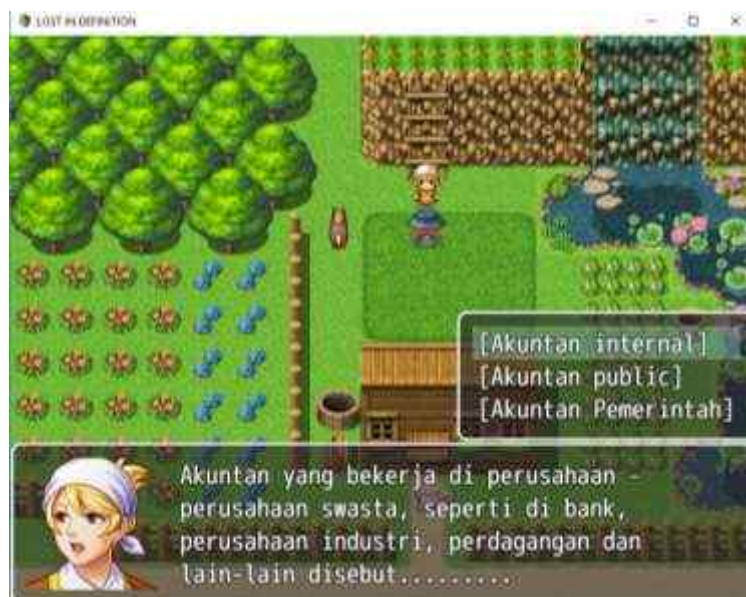 LOST IN DEFINITION
[Akuntan internal]
[Akuntan public]
[Akuntan Pemerintah]
Akuntan yang bekerja di perusahaan -
perusahaan swasta, seperti di bank,
perusahaan industri, perdagangan dan
lain-lain disebut.........